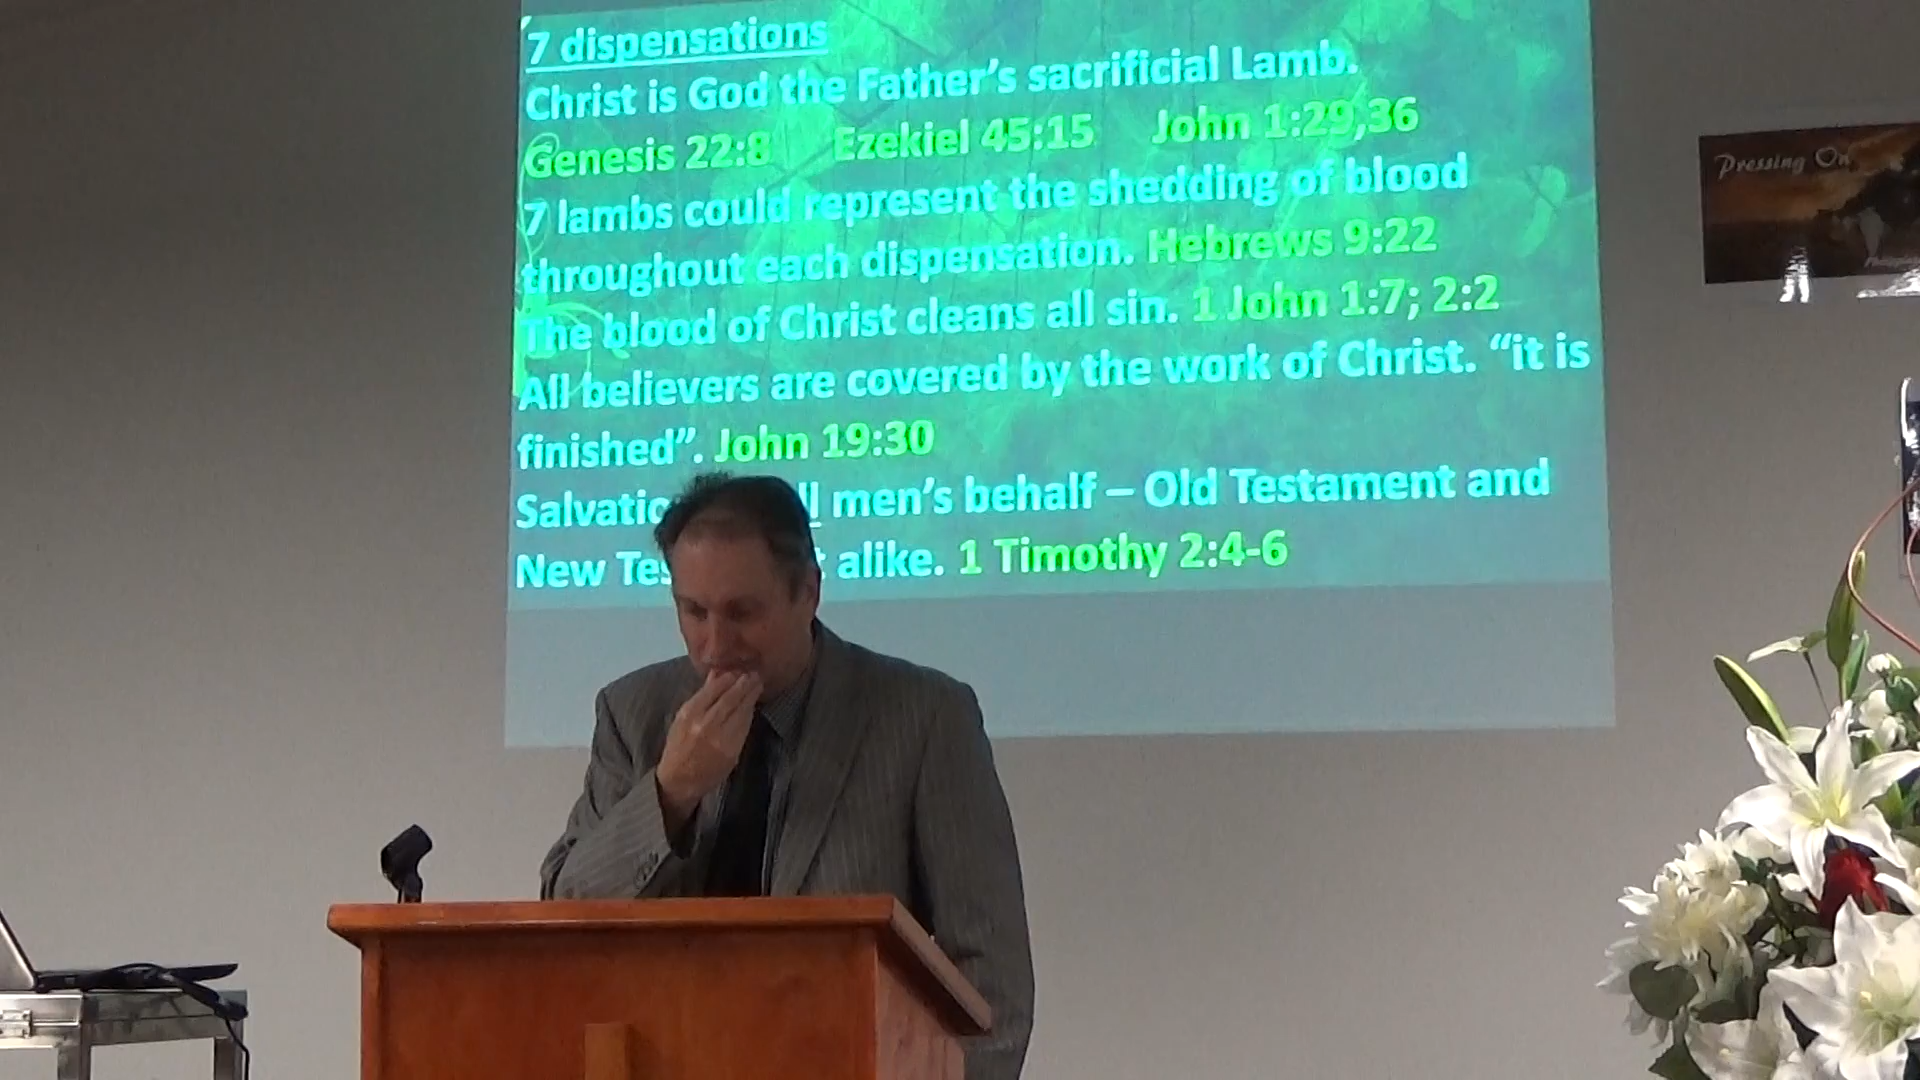 7 dispensations
Christ is God the Father's sacrificial Lamb.
Genesis 22:8 Ezekiel 45:15 John 1:29,36
7 lambs could represent the shedding of blood
throughout each dispensation. Hebrews 9:22
The blood of Christ cleans all sin. 1 John 1:7; 2:2
All believers are covered by the work of Christ. “it is
finished”. John 19:30
men's behalf – Old Testament and
New alike. 1 Timothy 2:4-6
Pressing On